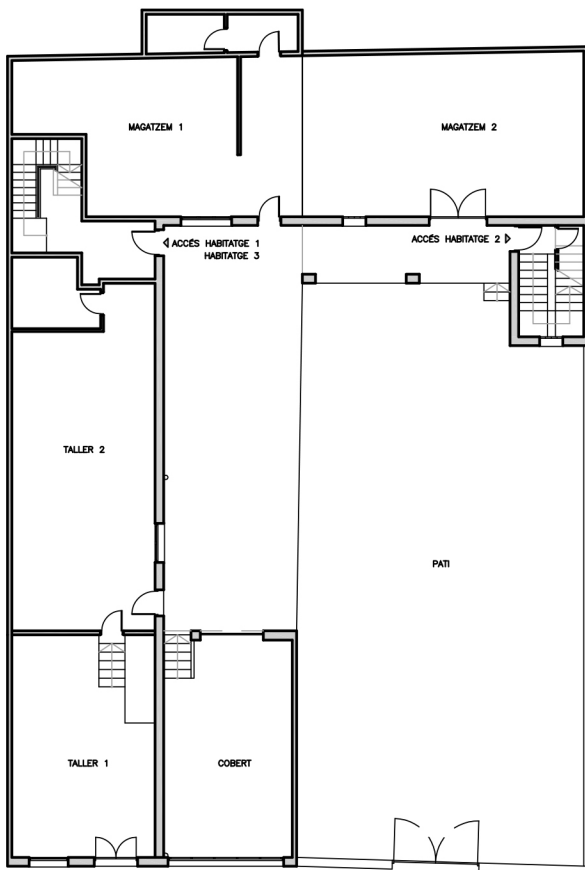 MAGATZEM 1
MAGATZEM 2
ACCÉS HABITATGE 1
HABITATGE 3
ACCÉS HABITATGE 2
TALLER 2
PATI
TALLER 1
COBERT